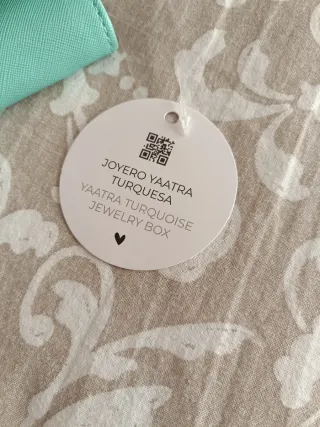 JOYERO YAATRA
TURQUESA
YAATRA TURQUOISE
JEWELRY BOX